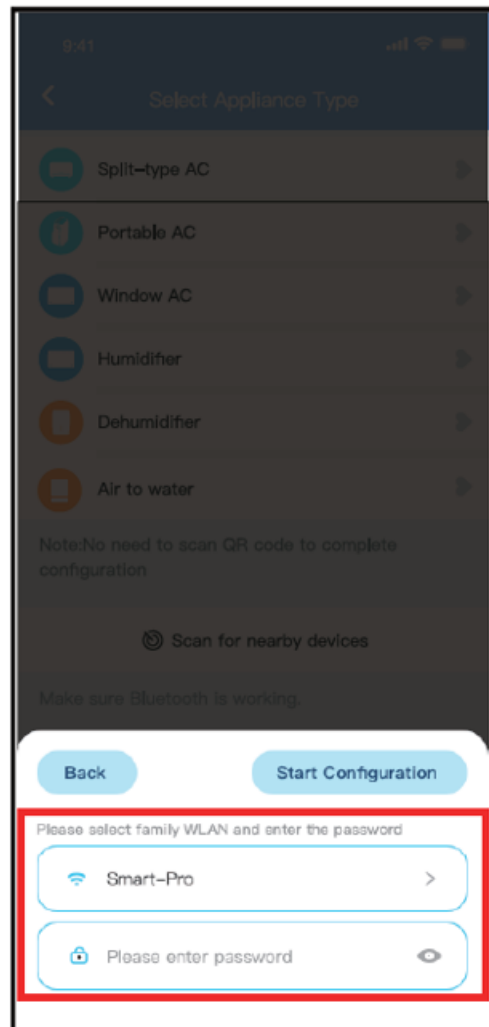 9:41
Select Appliance Type
Split-type AC
Portable AC
Window AC
Humidifier
Dehumidifier
Air to water
Note:No need to scan QR code to complete
configuration
Scan for nearby devices
Make sure Bluetooth is working.
Back
Start Configuration
Please select family WLAN and enter the password
Smart-Pro
Please enter password